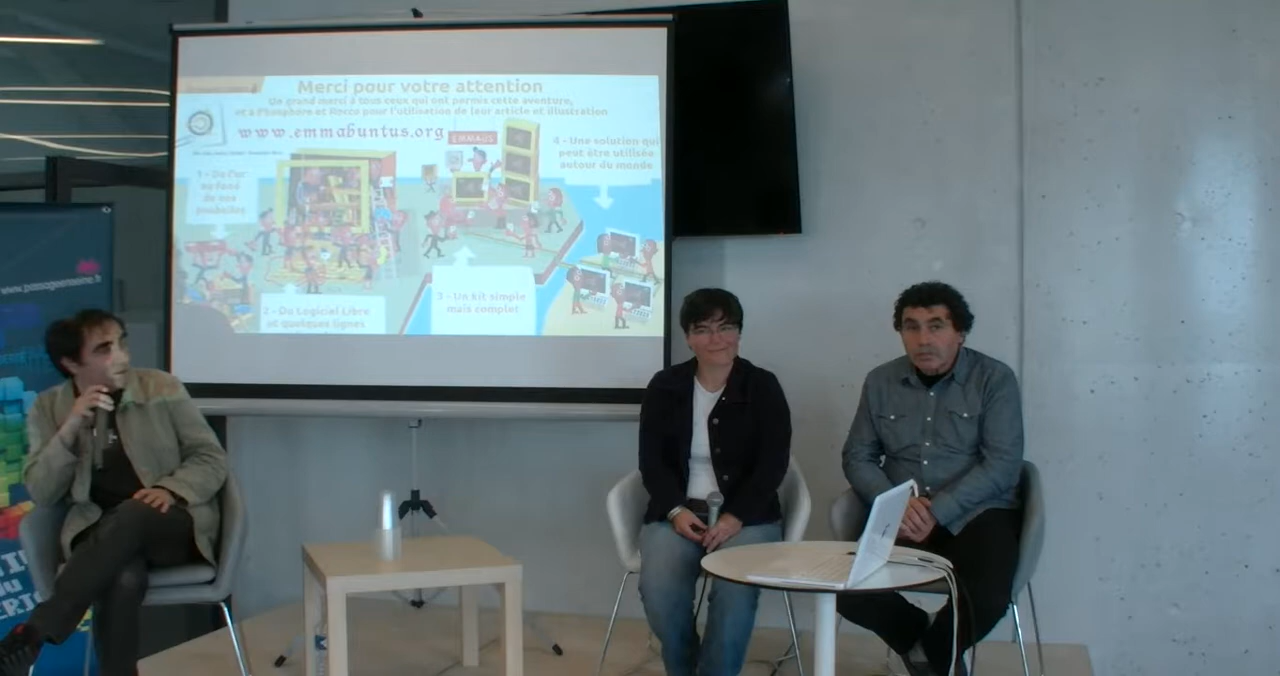 Merci pour votre attention
Un grand merci à tous ceux qui ont permis cette aventure,
et à Phosphore et Rocco pour l'utilisation de leur article et illustration
www.emmabuntus.org
EMMAÜS
4 - Une solution qui
peut être utilisée
autour du monde
1 - De l'or
au fond
de nos
poubelles
2 - Du Logiciel Libre
et quelques lignes
3 - Un kit simple
mais complet
www.passageenseine.fr